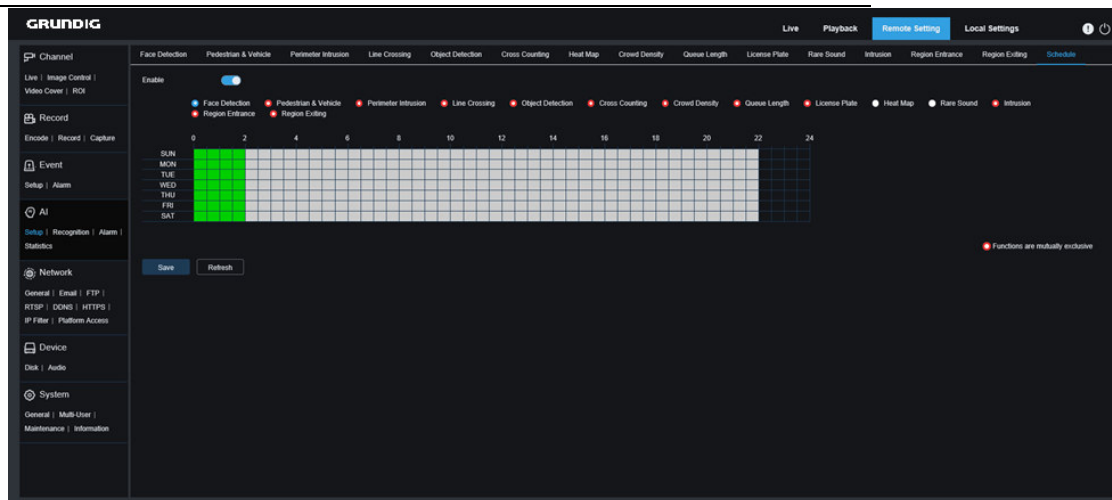 GRUNDIG
Live Playback Remote Setting Local Settings
Channel
Live | Image Control |
Video Cover | ROI
Record
Encode | Record | Capture
Event
Setup | Alarm
AI
Setup | Recognition | Alarm |
Statistics
Network
General | Email | FTP |
RTSP | DDNS | HTTPS |
IP Filter | Platform Access
Device
Disk | Audio
System
General | Multi-User |
Maintenance | Information
Face Detection Pedestrian & Vehicle Perimeter Intrusion Line Crossing Object Detection Cross Counting Heat Map Crowd Density Queue Length License Plate Rare Sound Intrusion Region Entrance Region Exiting Schedule
Enable
Face Detection Pedestrian & Vehicle Perimeter Intrusion Line Crossing Object Detection Cross Counting Crowd Density Queue Length License Plate Heat Map Rare Sound Intrusion
Region Entrance Region Exiting
0 2 4 6 8 10 12 14 16 18 20 22 24
SUN
MON
TUE
WED
THU
FRI
SAT
Functions are mutually exclusive
Save Refresh